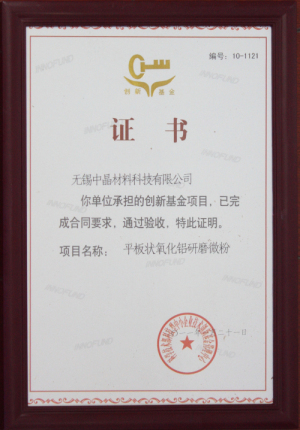 编号：10-1121
创新 基金
证书
无锡中晶材料科技有限公司
你单位承担的创新基金项目，已完
成合同要求，通过验收，特此证明。
项目名称：平板状氧化铝研磨微粉
二十一日
INNOFUND